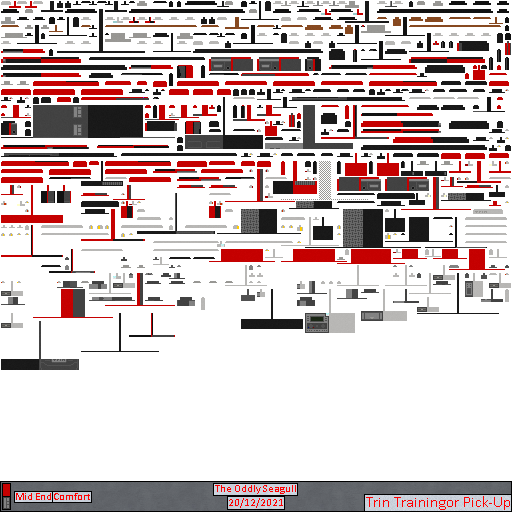 The Oddly Seagull
Mid End Comfort
20/12/2021
Trin Trainingor Pick-Up